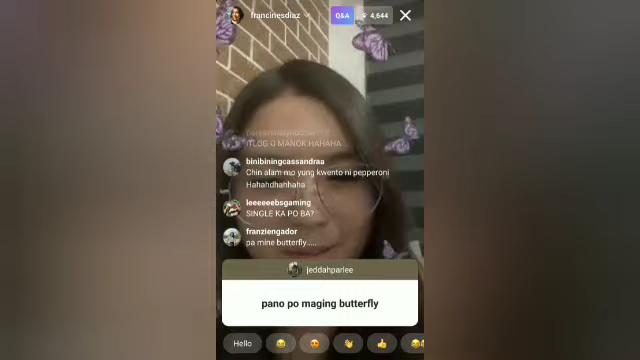 francinesdiaz
Q&A
4,644
ITLOG O MANOK HAHAHA
binibiningcassandraa
Chin alam mo yung kwento ni pepperoni
Hahahdhahhaha
leeeeeebsgaming
SINGLE KA PO BA?
franziengador
pa mine butterfly.....
jeddahparlee
pano po maging butterfly
Hello